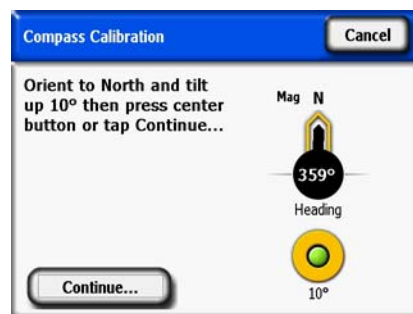 Compass Calibration
Cancel
Orient to North and tilt
up 10° then press center
button or tap Continue...
Mag N
359°
Heading
10°
Continue...